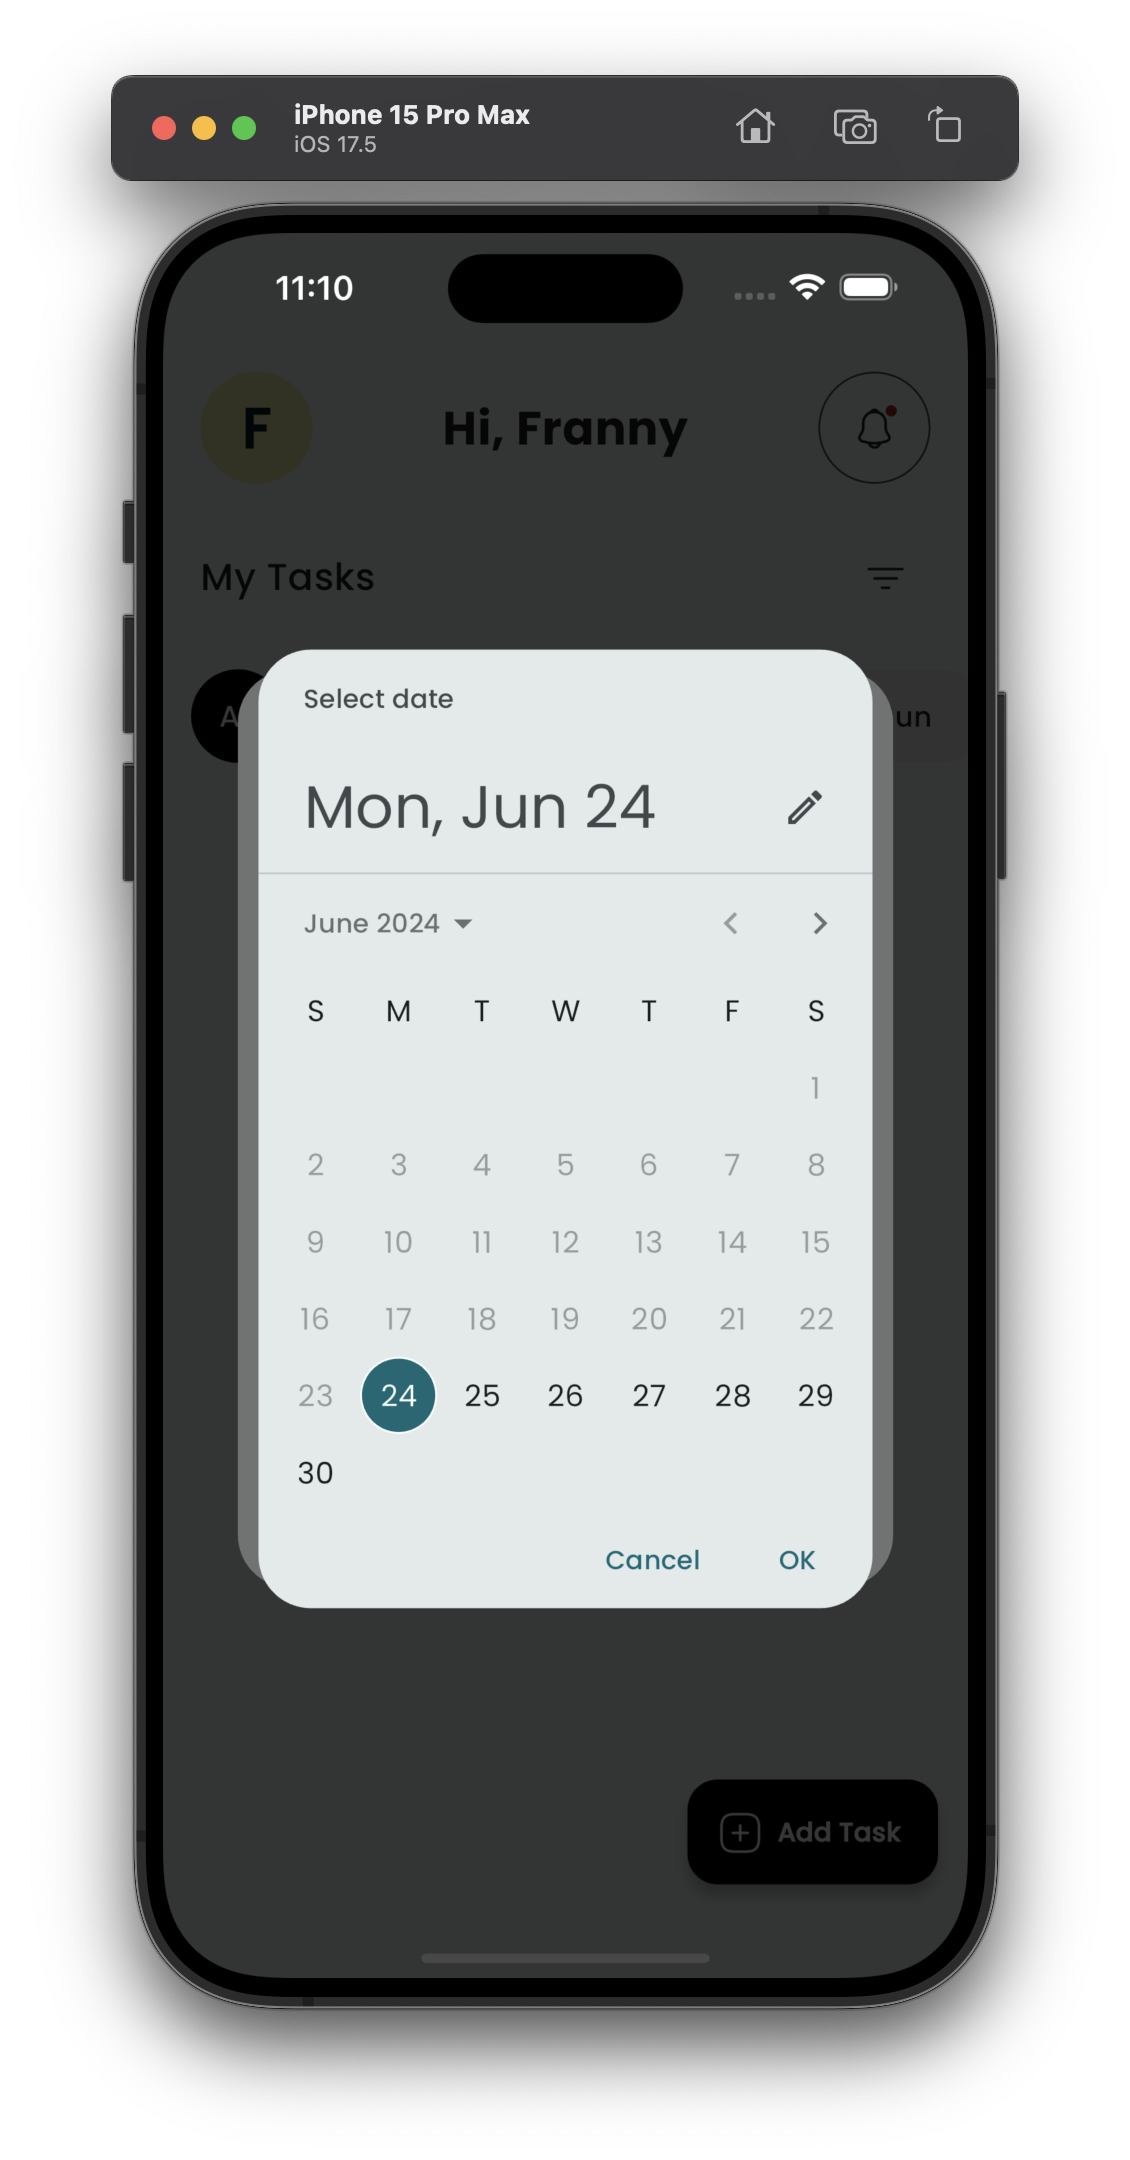 iPhone 15 Pro Max
iOS 17.5
11:10
F
Hi, Franny
My Tasks
A
un
Select date
Mon, Jun 24
June 2024
S M T W T F S
1
2 3 4 5 6 7 8
9 10 11 12 13 14 15
16 17 18 19 20 21 22
23 24 25 26 27 28 29
30
Cancel OK
Add Task